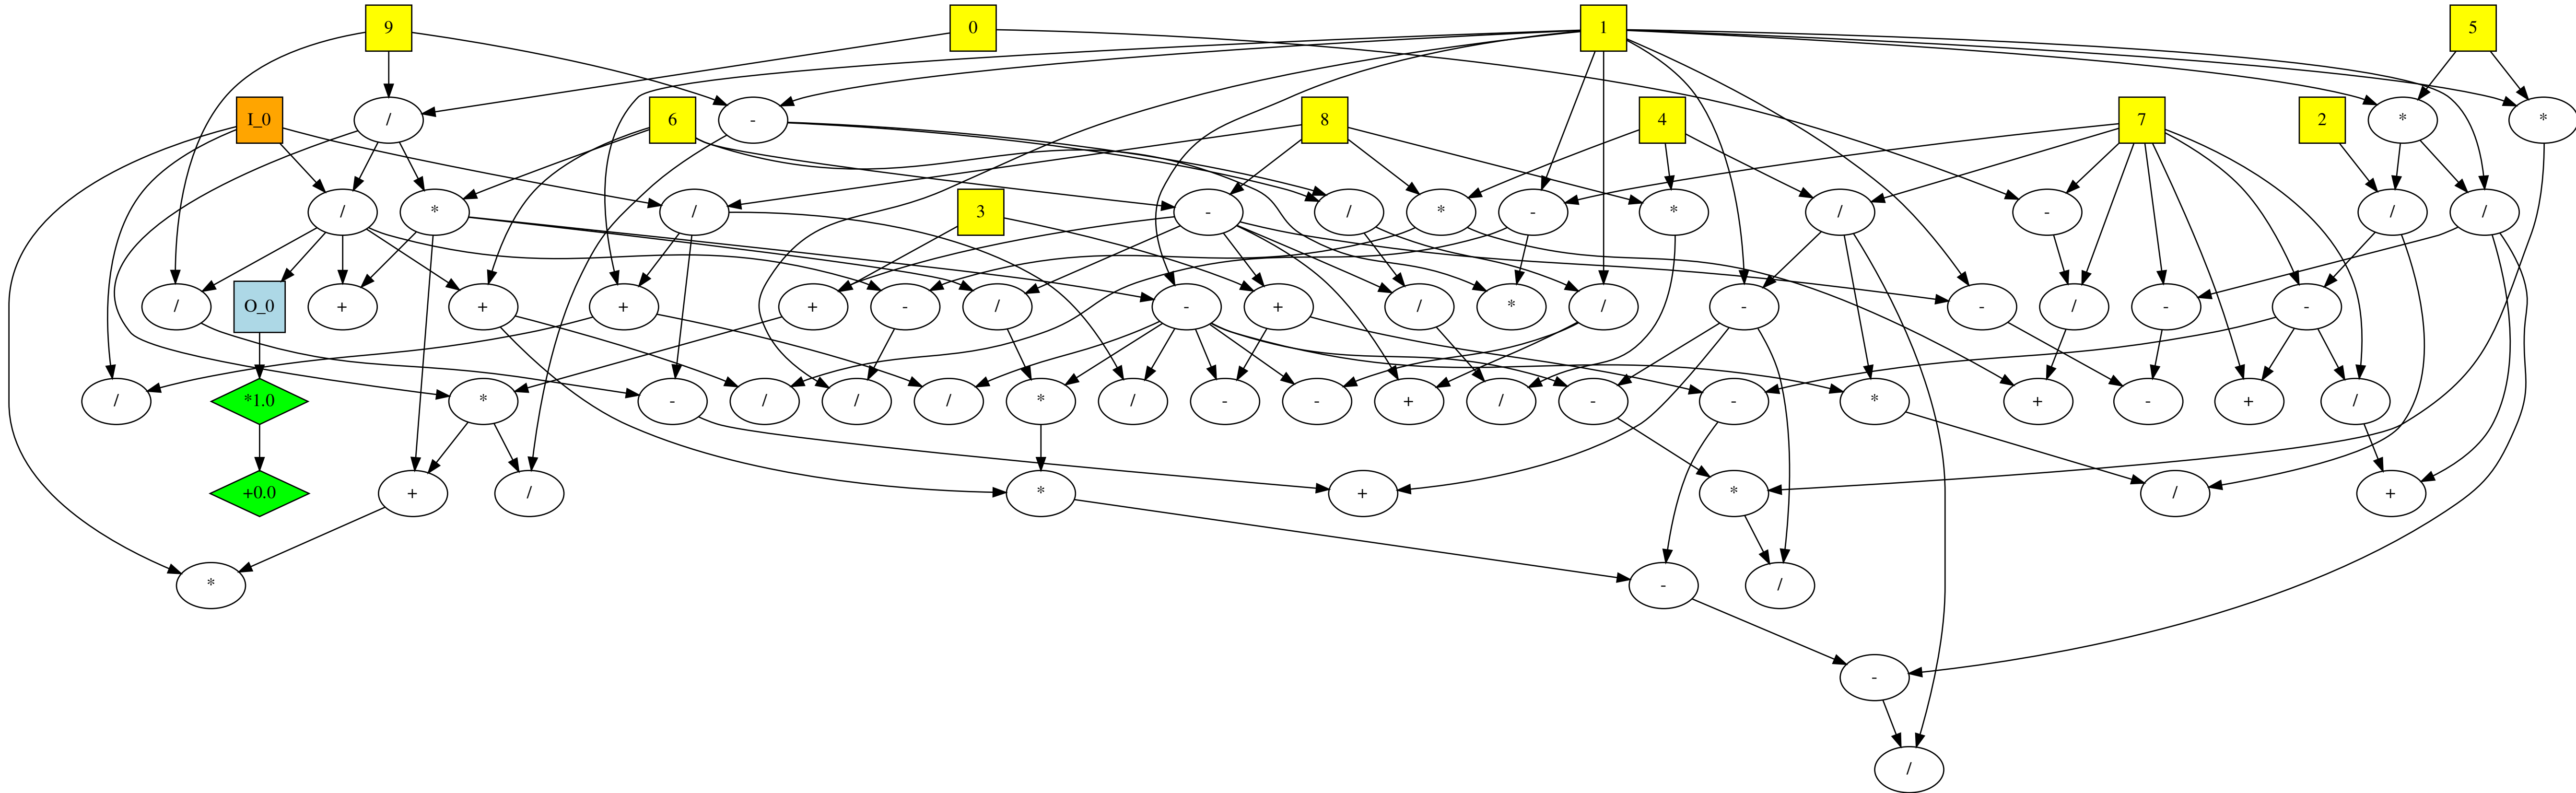 9 0 1 5
I_0 / 6 - 8 4 7 2 * *
/ * / 3 - / * - * / - / /
/ O_0 + + + + - / - + / * / - - / - -
/ *1.0 * - / / / * / - - + / - - * + - + /
+0.0 + / * + * / +
* - /
-
/